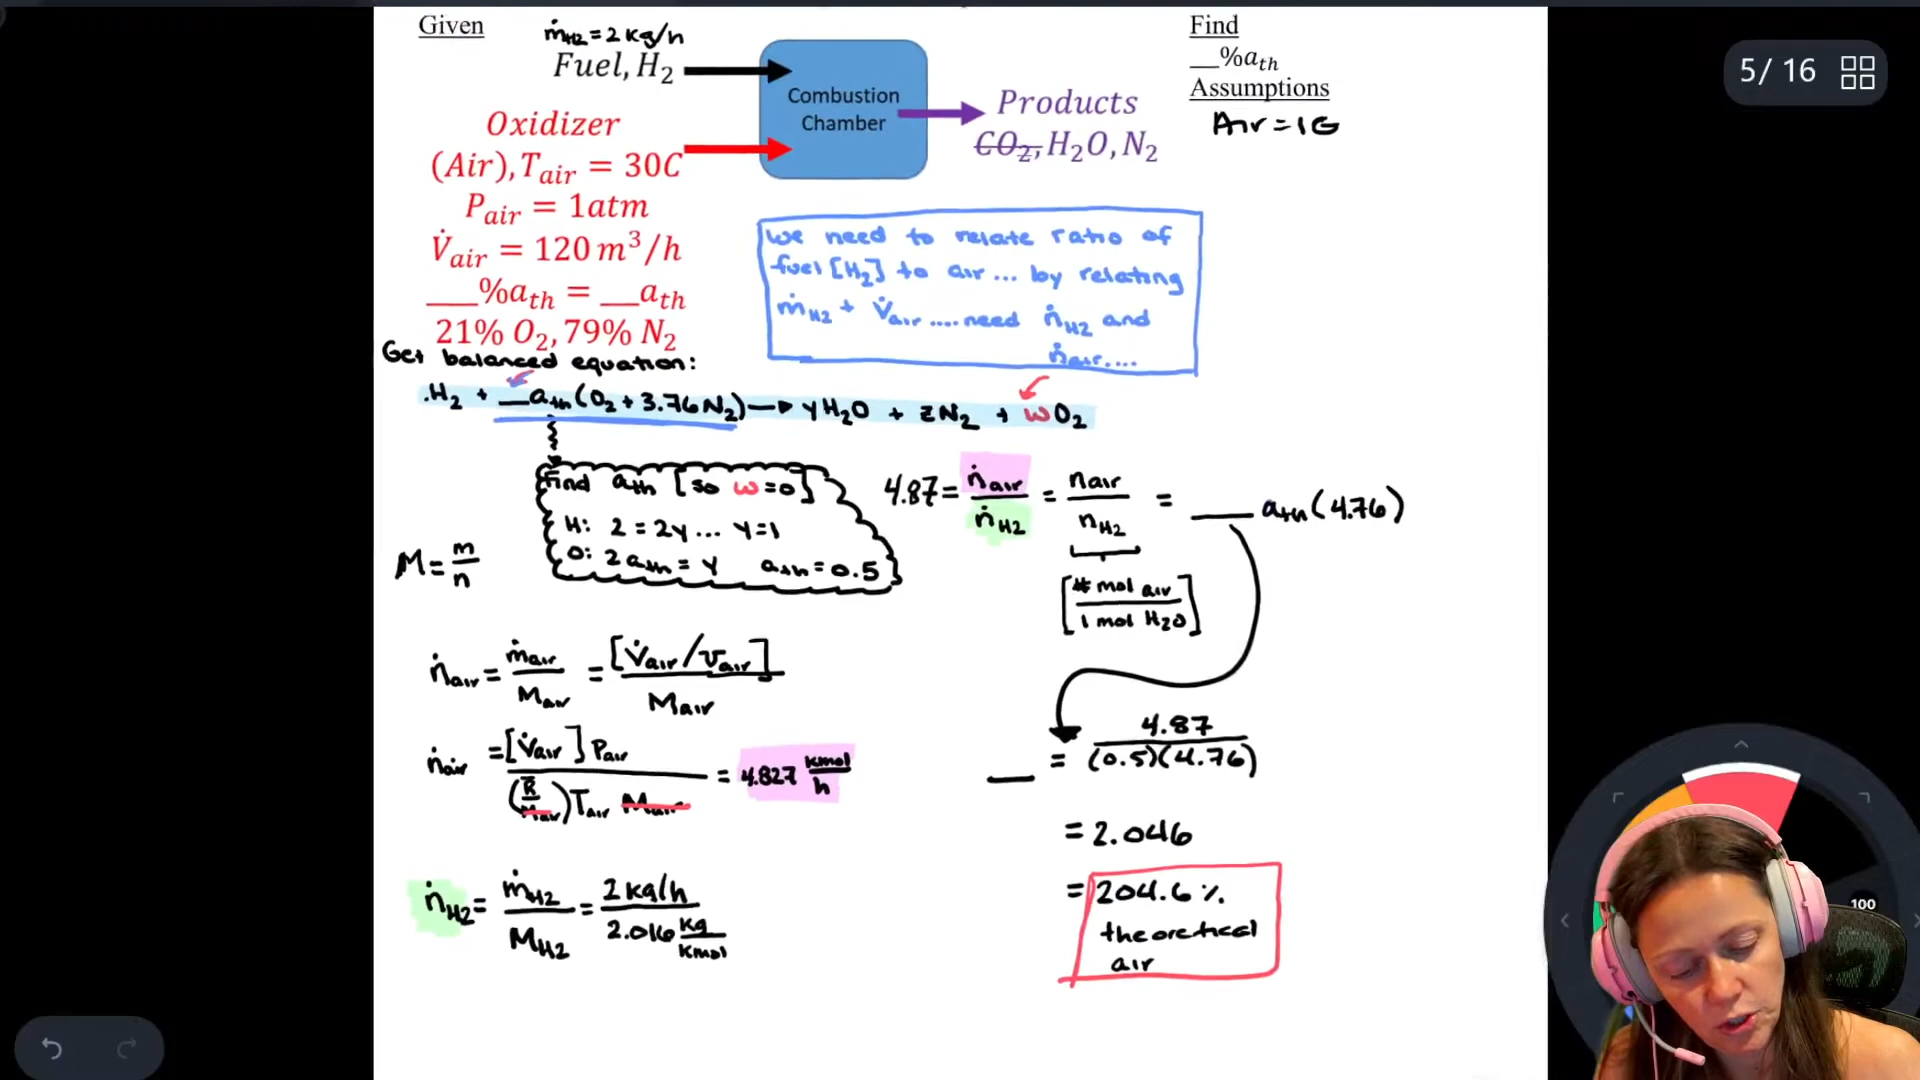 Given
ṁH2 = 2 kg/h
Fuel, H2
Combustion
Chamber
Products
CO2, H2O, N2
Find
__%ath
Assumptions
Air = IG
5/ 16
Oxidizer
(Air), Tair = 30C
Pair = 1atm
V̇air = 120 m³/h
___%ath = __ath
21% O2, 79% N2
we need to relate ratio of
fuel [H2] to air ... by relating
ṁH2 + V̇air .... need ṅH2 and
ṅair....
Get balanced equation:
.H2 + __ath(O2 + 3.76N2) → yH2O + zN2 + wO2
Find ath [so w=0]
H: 2 = 2y ... y=1
O: 2ath = y ath = 0.5
4.87 = ṅair/ṅH2 = nair/nH2 = ___ ath(4.76)
[# mol air / 1 mol H2O]
M = m/n
ṅair = ṁair/Mair = [V̇air/vair]/Mair
ṅair = [V̇air]Pair / (R̄/Mair)Tair Mair = 4.827 kmol/h
ṅH2 = ṁH2/MH2 = 2 kg/h / 2.016 kg/kmol
__ = 4.87/(0.5)(4.76)
= 2.046
= 204.6 %
theoretical
air
100